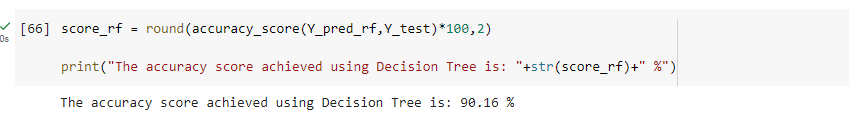 [66] score_rf = round(accuracy_score(Y_pred_rf,Y_test)*100,2)
0s
print("The accuracy score achieved using Decision Tree is: "+str(score_rf)+" %")
The accuracy score achieved using Decision Tree is: 90.16 %